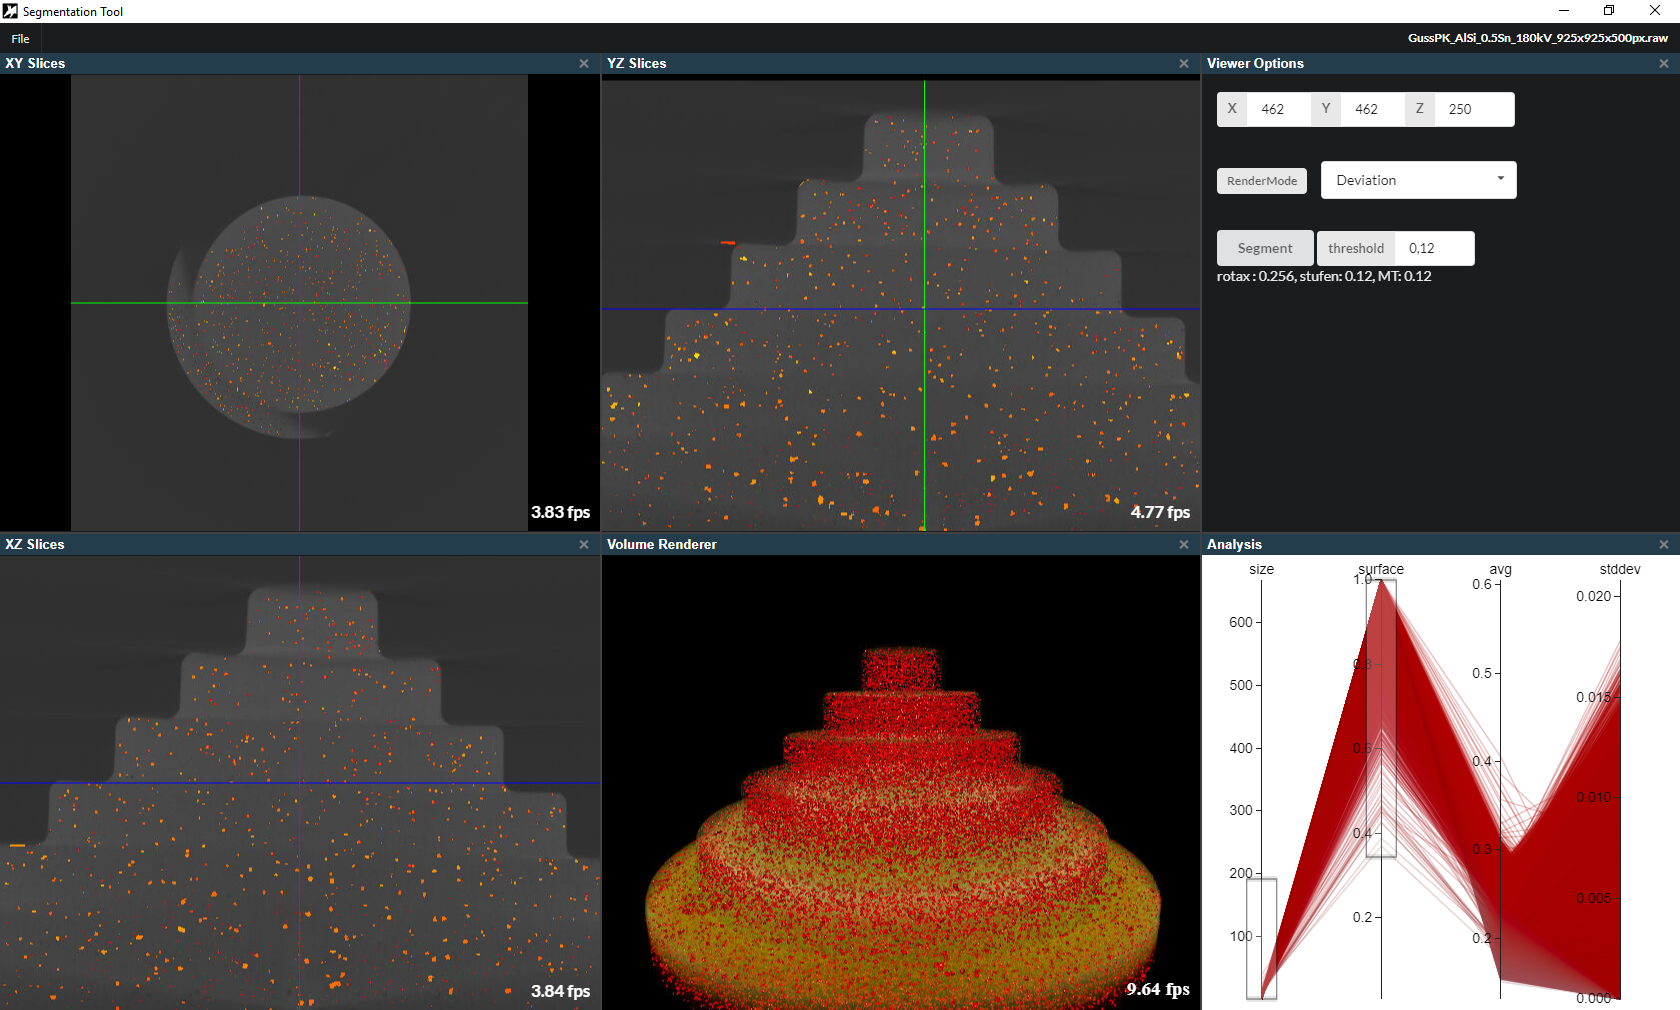 Segmentation Tool
File
GussPK_AlSi_0.5Sn_180kV_925x925x500px.raw
XY Slices
3.83 fps
YZ Slices
4.77 fps
Viewer Options
X 462 Y 462 Z 250
RenderMode Deviation
Segment threshold 0,12
rotax : 0.256, stufen: 0.12, MT: 0.12
XZ Slices
3.84 fps
Volume Renderer
9.64 fps
Analysis
size surface avg stddev
600
500
400
300
200
100
1.0
0.8
0.6
0.4
0.2
0.6
0.5
0.4
0.3
0.2
0.020
0.015
0.010
0.005
0.000